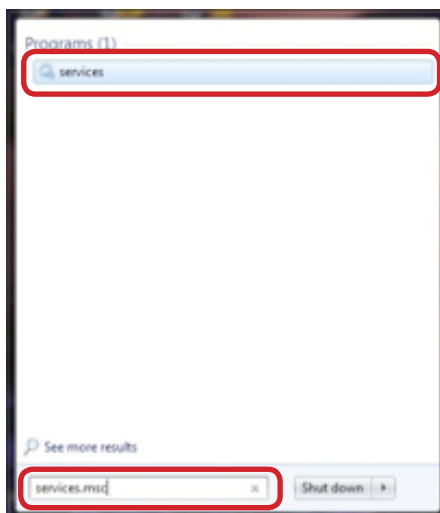 Programs (1)
services
See more results
services.msc
Shut down